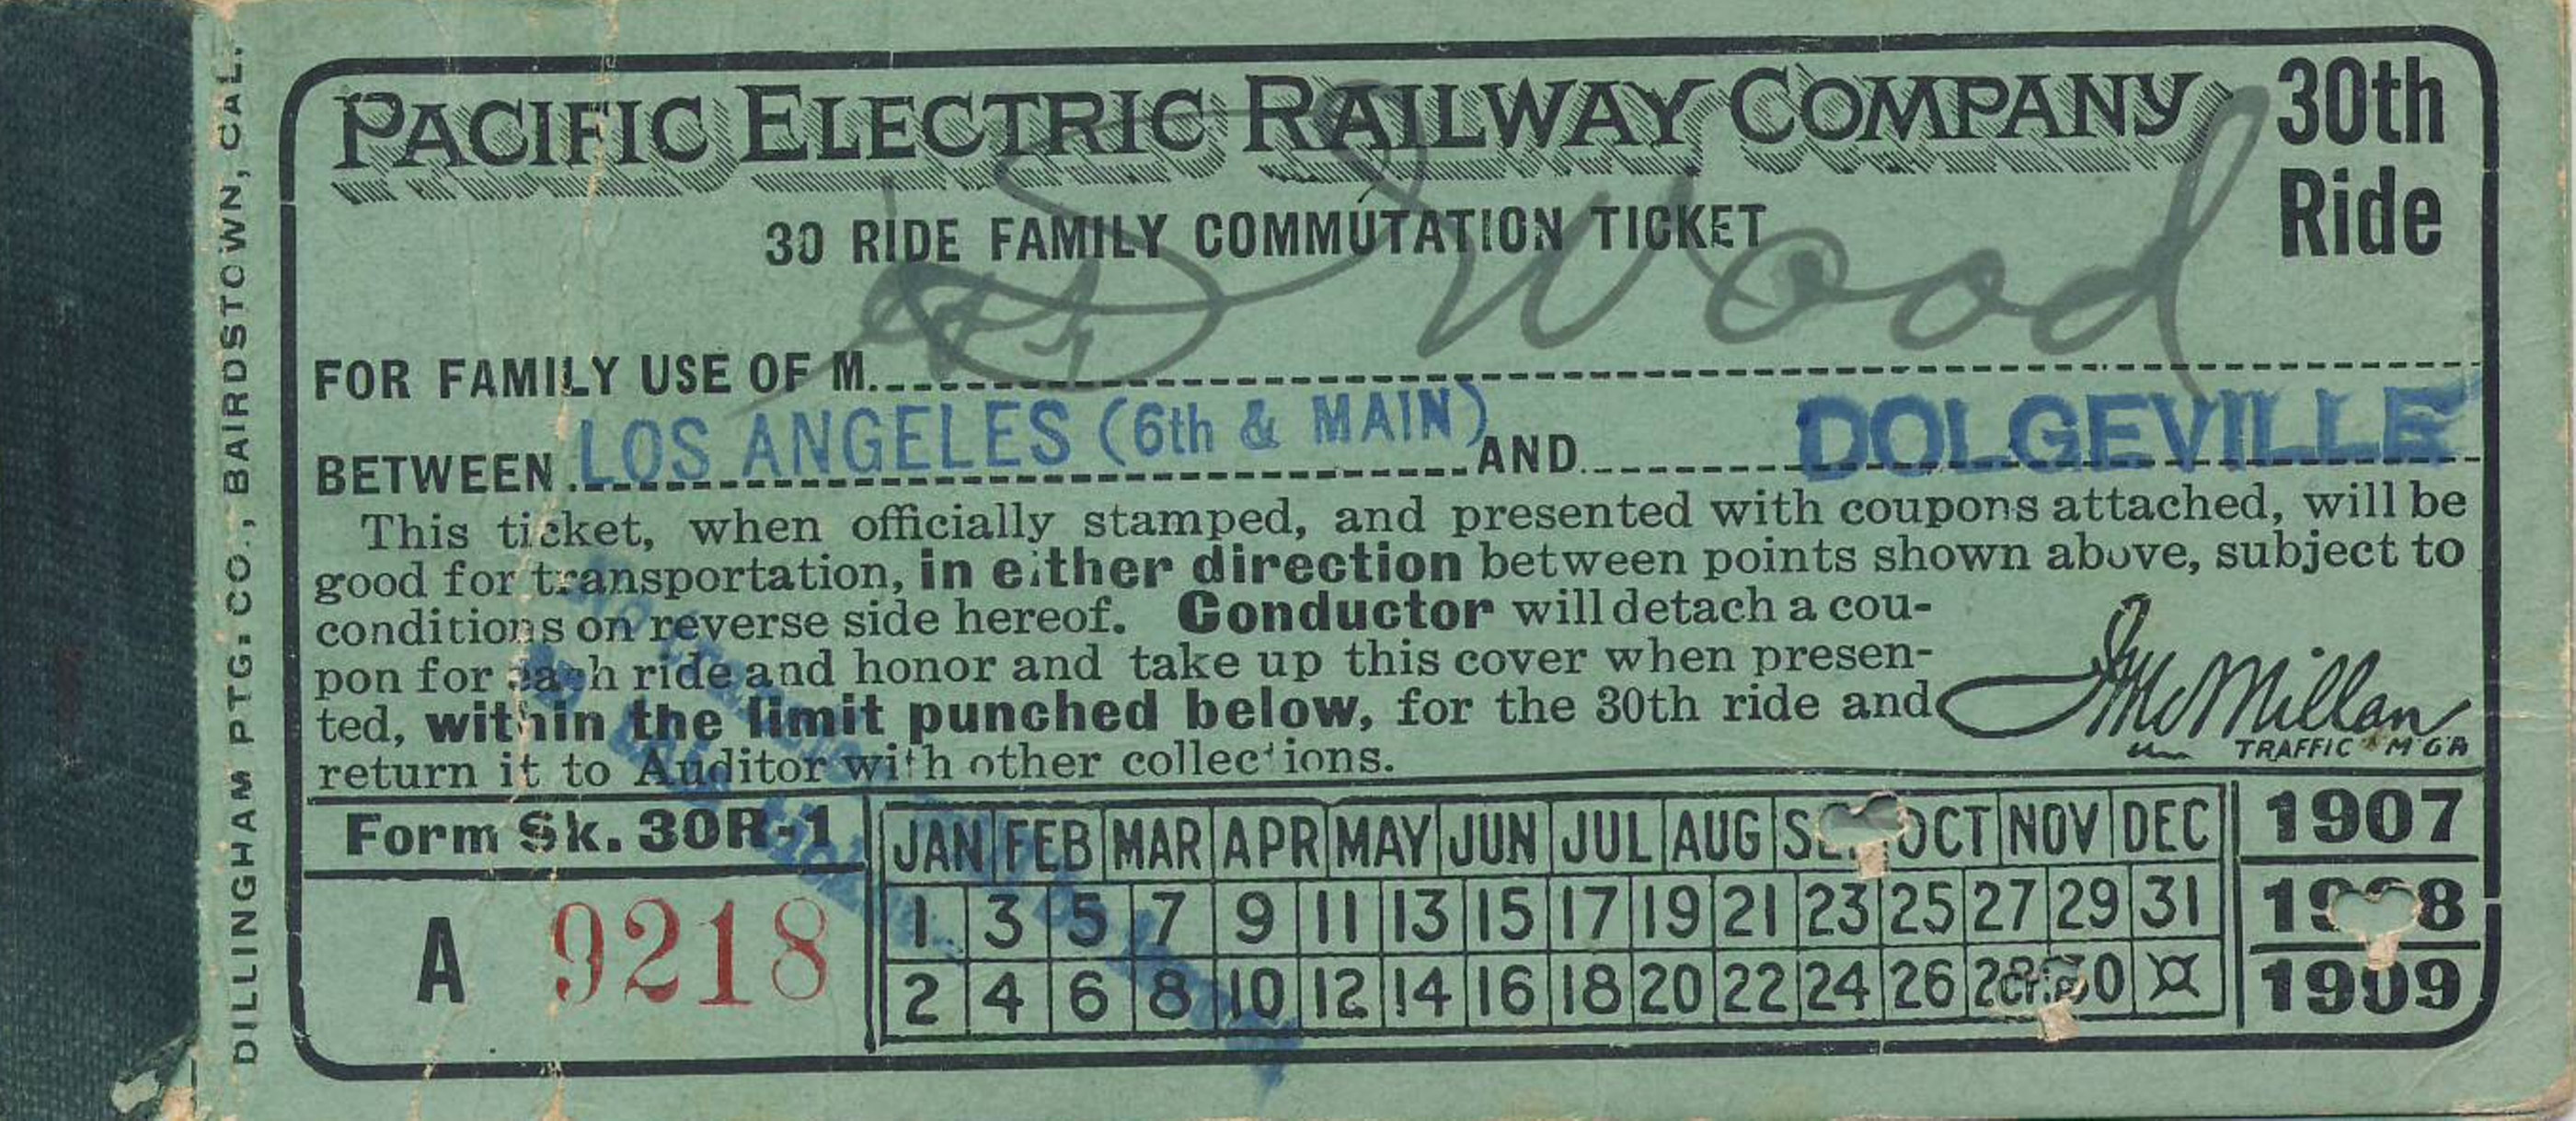 PACIFIC ELECTRIC RAILWAY COMPANY
30th
Ride
30 RIDE FAMILY COMMUTATION TICKET
Wood
FOR FAMILY USE OF M
BETWEEN LOS ANGELES (6th & MAIN) AND DOLGEVILLE
This ticket, when officially stamped, and presented with coupons attached, will be
good for transportation, in either direction between points shown above, subject to
conditions on reverse side hereof. Conductor will detach a cou-
pon for each ride and honor and take up this cover when presen-
ted, within the limit punched below, for the 30th ride and
return it to Auditor with other collections.
J McMillan
TRAFFIC M'G'R
Form Sk. 30R-1
A 9218
JAN FEB MAR APR MAY JUN JUL AUG SEP OCT NOV DEC
1 3 5 7 9 11 13 15 17 19 21 23 25 27 29 31
2 4 6 8 10 12 14 16 18 20 22 24 26 28 30 ¤
1907
1908
1909
DILLINGHAM PTG. CO., BAIRDSTOWN, CAL.